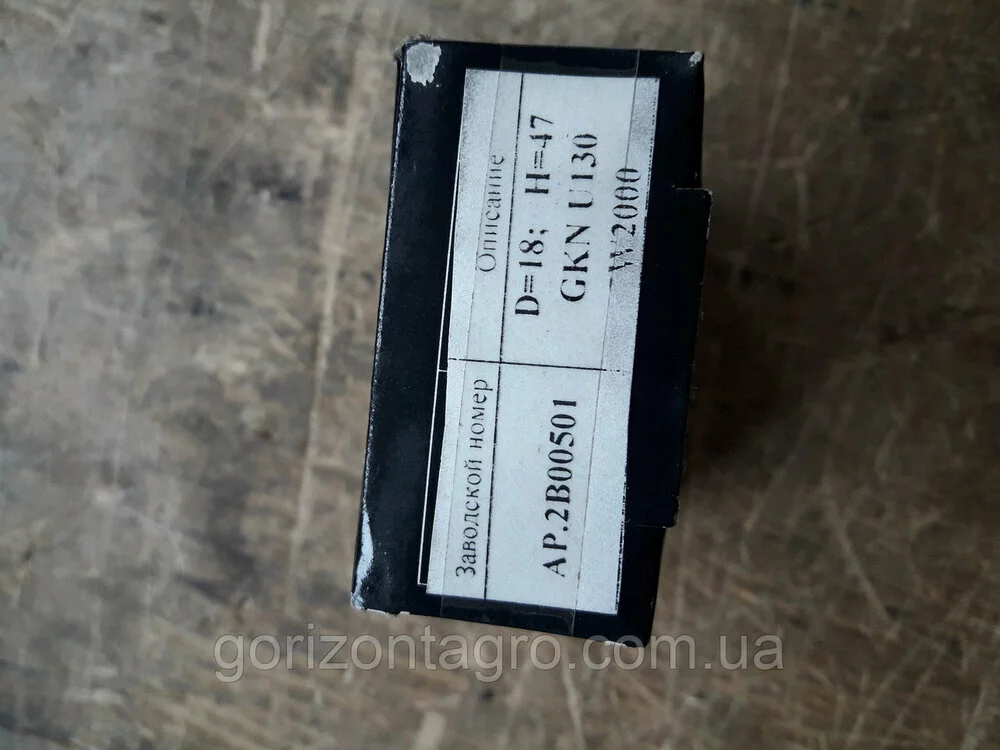 Заводской номер
Описание
AP.2B00501
D=18; H=47
GKN U130
W2000
gorizontagro.com.ua